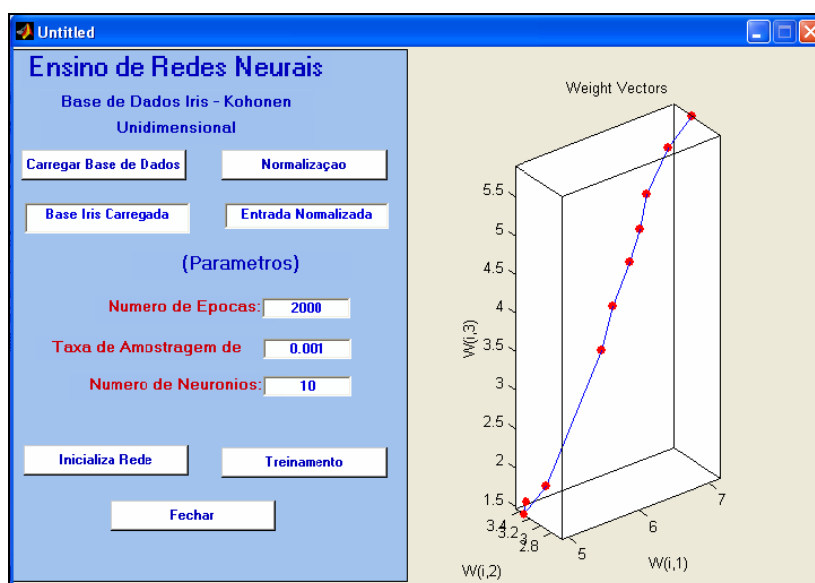 Untitled
Ensino de Redes Neurais
Base de Dados Iris - Kohonen
Unidimensional
Carregar Base de Dados
Normalizaçao
Base Iris Carregada
Entrada Normalizada
(Parametros)
Numero de Epocas:
2000
Taxa de Amostragem de
0.001
Numero de Neuronios:
10
Inicializa Rede
Treinamento
Fechar
Weight Vectors
5.5
5
4.5
4
3.5
3
2.5
2
1.5
W(i,3)
3.4
3.2
3
2.8
W(i,2)
5
6
7
W(i,1)